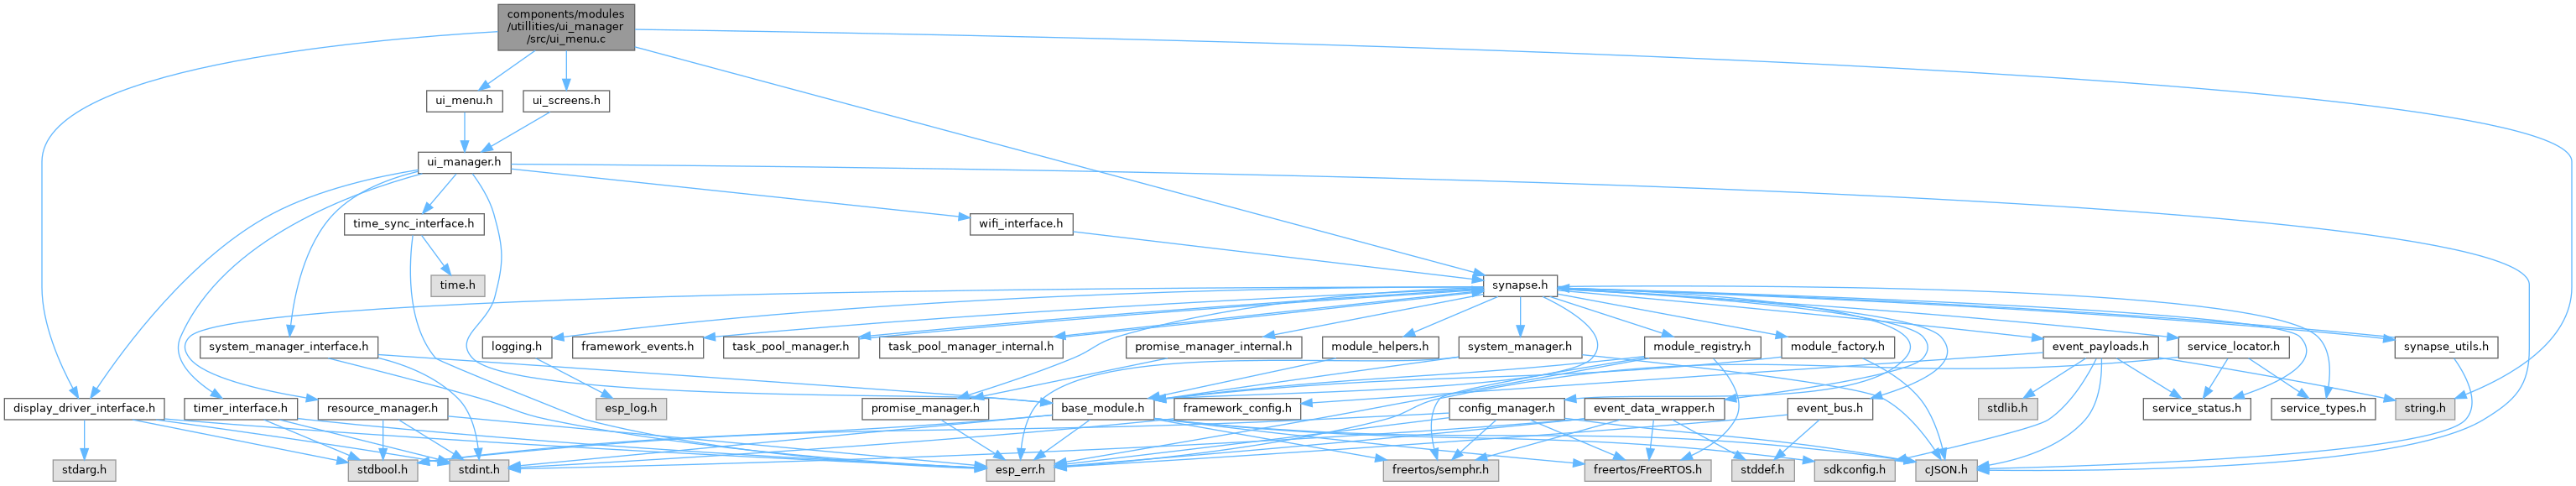 components/modules
/utillities/ui_manager
/src/ui_menu.c
ui_menu.h
ui_screens.h
ui_manager.h
time_sync_interface.h
wifi_interface.h
time.h
synapse.h
system_manager_interface.h
logging.h
framework_events.h
task_pool_manager.h
task_pool_manager_internal.h
promise_manager_internal.h
module_helpers.h
system_manager.h
module_registry.h
module_factory.h
event_payloads.h
service_locator.h
synapse_utils.h
display_driver_interface.h
timer_interface.h
resource_manager.h
esp_log.h
promise_manager.h
base_module.h
framework_config.h
config_manager.h
event_data_wrapper.h
event_bus.h
stdlib.h
service_status.h
service_types.h
string.h
stdarg.h
stdbool.h
stdint.h
esp_err.h
freertos/semphr.h
freertos/FreeRTOS.h
stddef.h
sdkconfig.h
cJSON.h